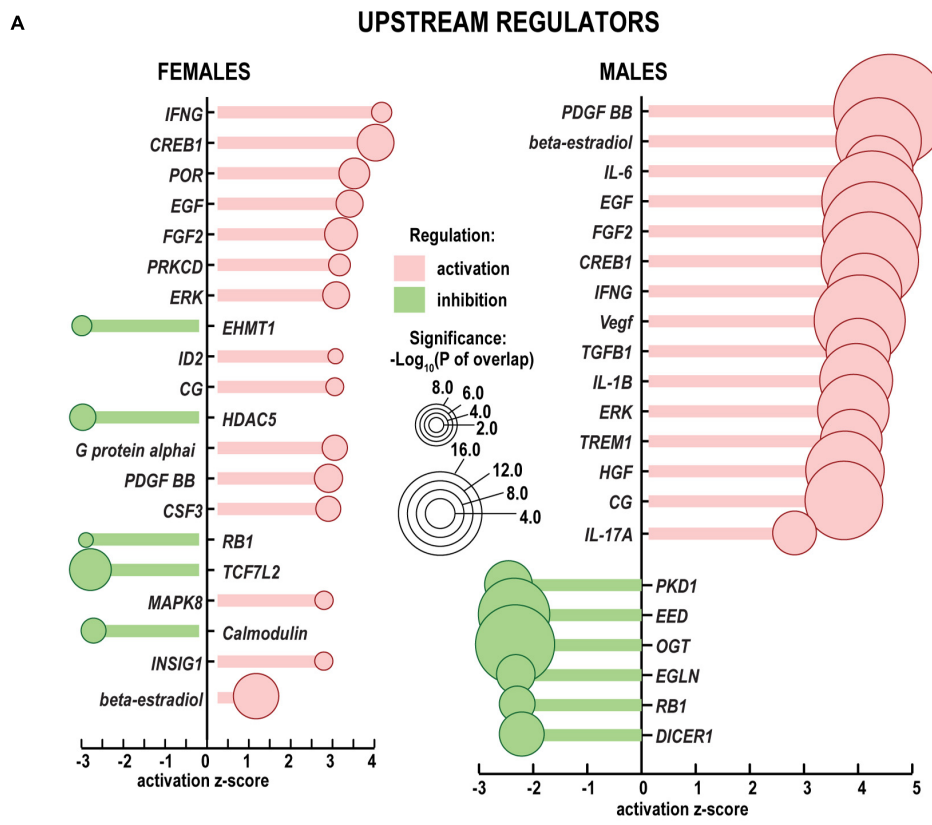 A
UPSTREAM REGULATORS
FEMALES
IFNG
CREB1
POR
EGF
FGF2
PRKCD
ERK
EHMT1
ID2
CG
HDAC5
G protein alphai
PDGF BB
CSF3
RB1
TCF7L2
MAPK8
Calmodulin
INSIG1
beta-estradiol
-3 -2 -1 0 1 2 3 4
activation z-score
Regulation:
activation
inhibition
Significance:
-Log10(P of overlap)
8.0
6.0
4.0
2.0
16.0
12.0
8.0
4.0
MALES
PDGF BB
beta-estradiol
IL-6
EGF
FGF2
CREB1
IFNG
Vegf
TGFB1
IL-1B
ERK
TREM1
HGF
CG
IL-17A
PKD1
EED
OGT
EGLN
RB1
DICER1
-3 -2 -1 0 1 2 3 4 5
activation z-score